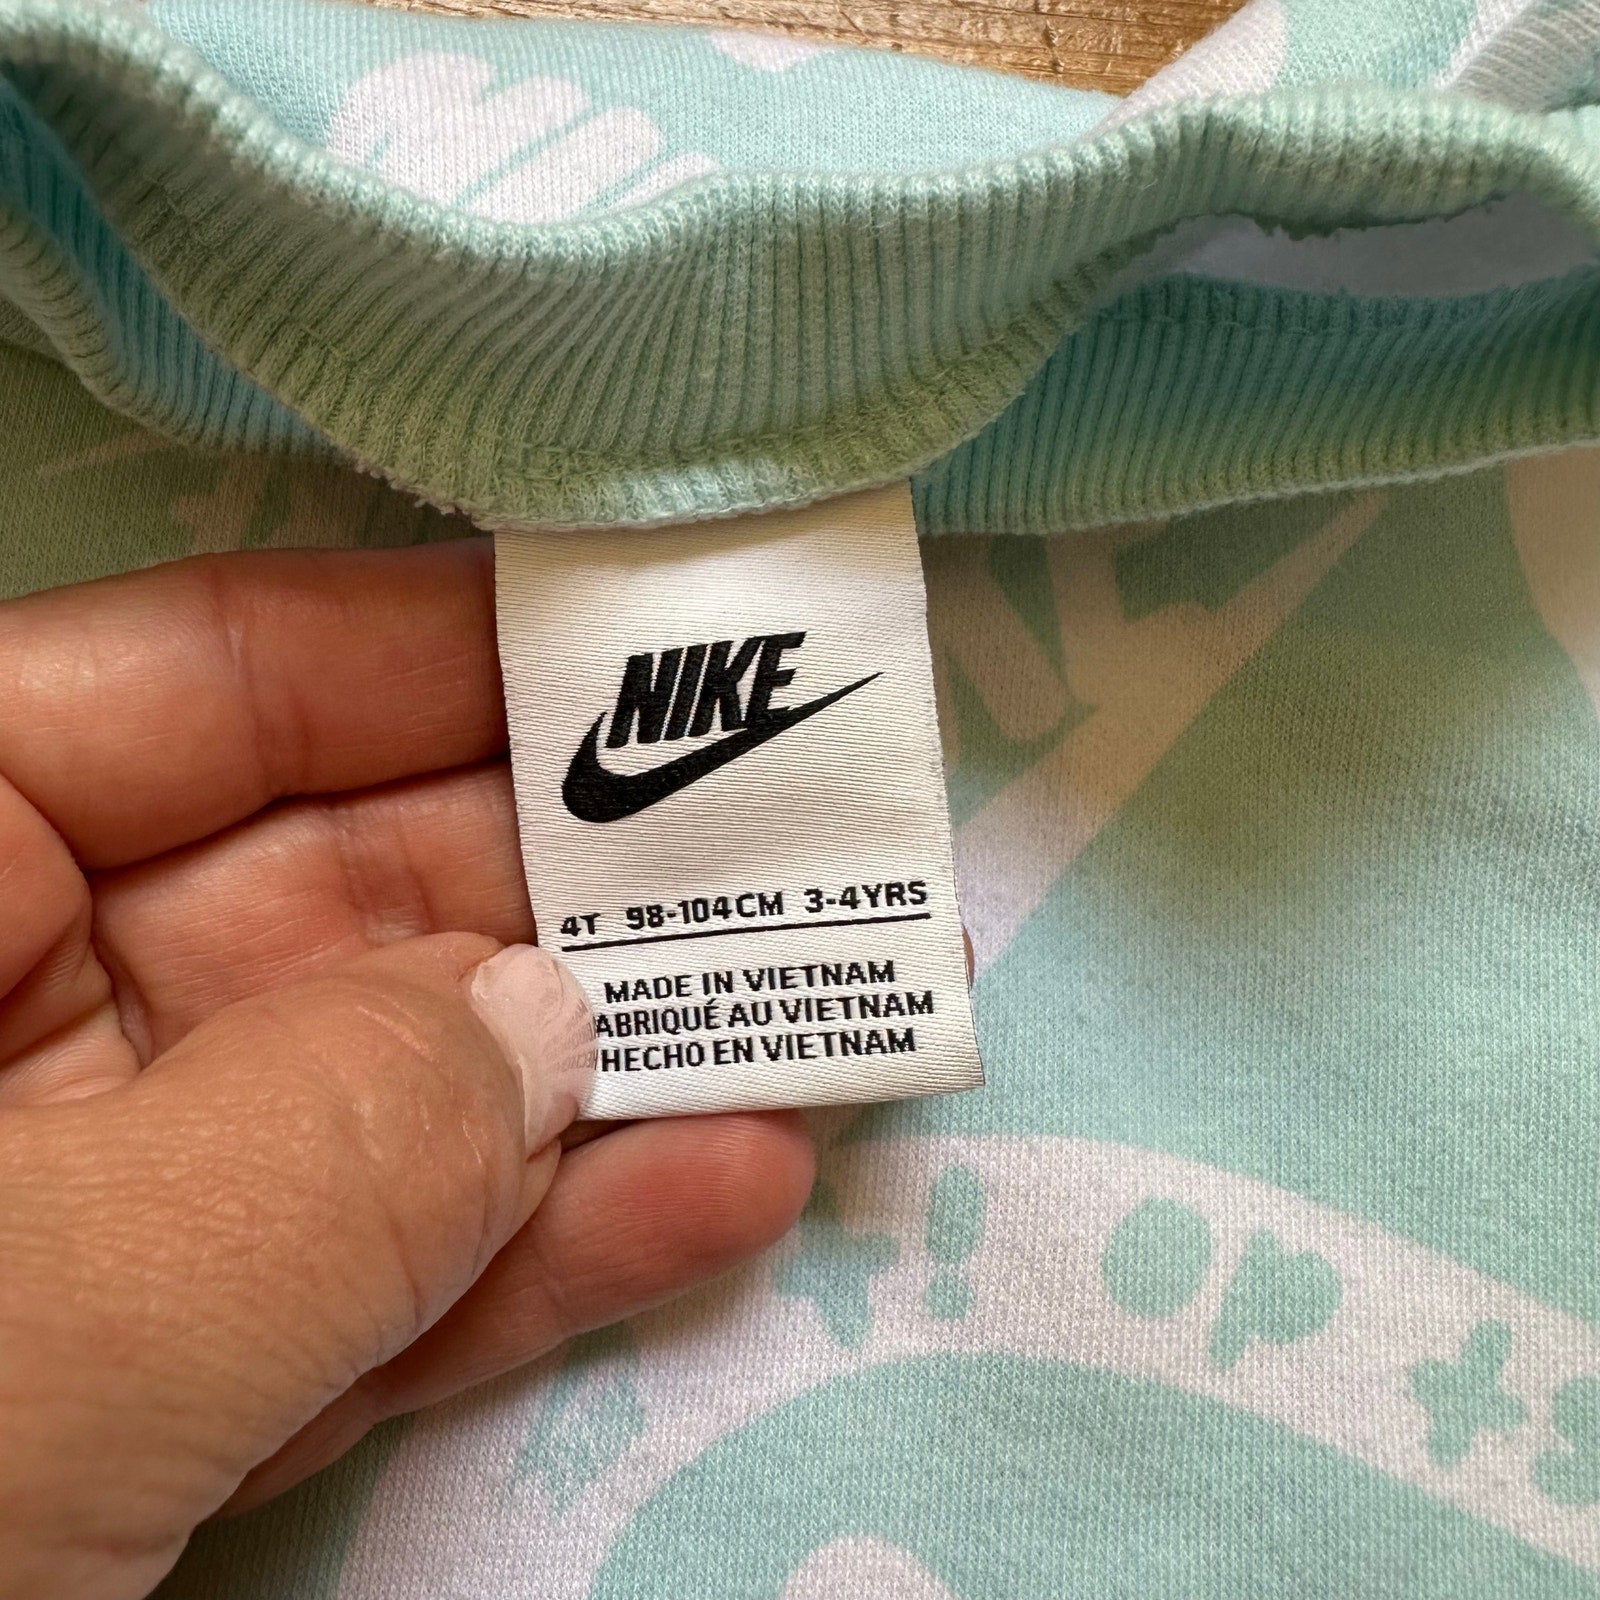 NIKE
4T 98-104CM 3-4YRS
MADE IN VIETNAM
ABRIQUÉ AU VIETNAM
HECHO EN VIETNAM